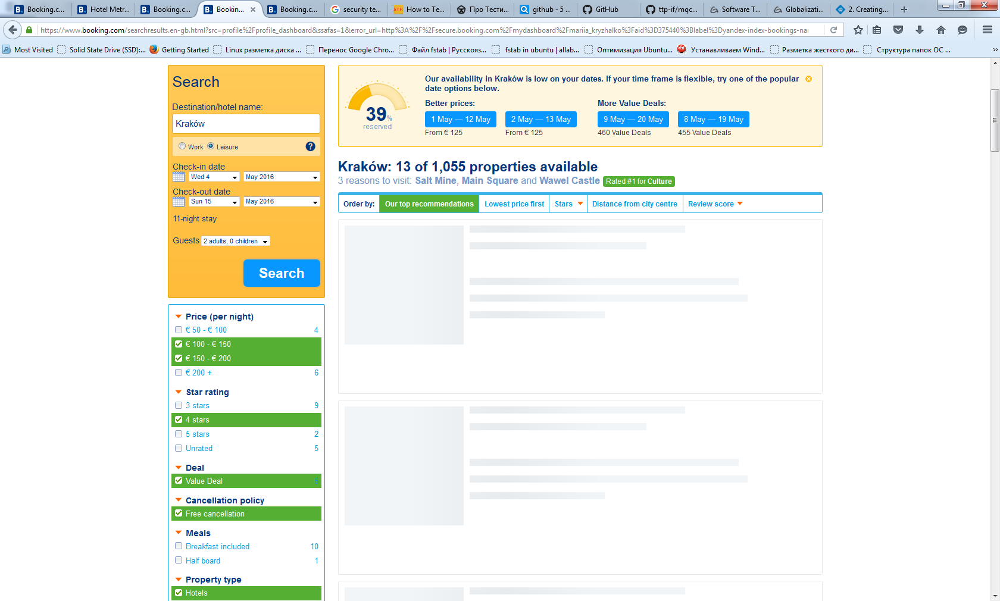 Booking.c...
Hotel Metr...
Booking.c...
Bookin...
Booking.c...
security te...
STH
How to Te...
Про Тести...
github - 5 ...
GitHub
ttp-if/mqc...
Software T...
Globalizati...
2. Creating...
https://www.booking.com/searchresults.en-gb.html?src=profile%2Fprofile_dashboard&ssafas=1&error_url=http%3A%2F%2Fsecure.booking.com%2Fmydashboard%2Fmariia_kryzhalko%3Faid%3D375440%3Blabel%3Dyandex-index-bookings-nai
Most Visited
Solid State Drive (SSD):...
Getting Started
Linux разметка диска ...
Перенос Google Chro...
Файл fstab | Русскояз...
fstab in ubuntu | allab...
Оптимизация Ubuntu...
Устанавливаем Wind...
Разметка жесткого ди...
Структура папок ОС ...
Search
Destination/hotel name:
Kraków
Work Leisure ?
Check-in date
Wed 4 May 2016
Check-out date
Sun 15 May 2016
11-night stay
Guests 2 adults, 0 children
Search
Price (per night)
€ 50 - € 100 4
€ 100 - € 150
€ 150 - € 200
€ 200 + 6
Star rating
3 stars 9
4 stars
5 stars 2
Unrated 5
Deal
Value Deal 5
Cancellation policy
Free cancellation
Meals
Breakfast included 10
Half board 1
Property type
Hotels
39%
reserved
Our availability in Kraków is low on your dates. If your time frame is flexible, try one of the popular
date options below.
Better prices:
1 May — 12 May
From € 125
2 May — 13 May
From € 125
More Value Deals:
9 May — 20 May
460 Value Deals
8 May — 19 May
455 Value Deals
Kraków: 13 of 1,055 properties available
3 reasons to visit: Salt Mine, Main Square and Wawel Castle Rated #1 for Culture
Order by: Our top recommendations Lowest price first Stars Distance from city centre Review score